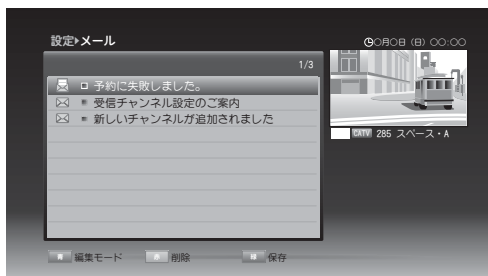 設定▸メール
○月○日 (日) ○○:○○
1/3
予約に失敗しました。
受信チャンネル設定のご案内
新しいチャンネルが追加されました
CATV 285 スペース・A
編集モード 削除 保存